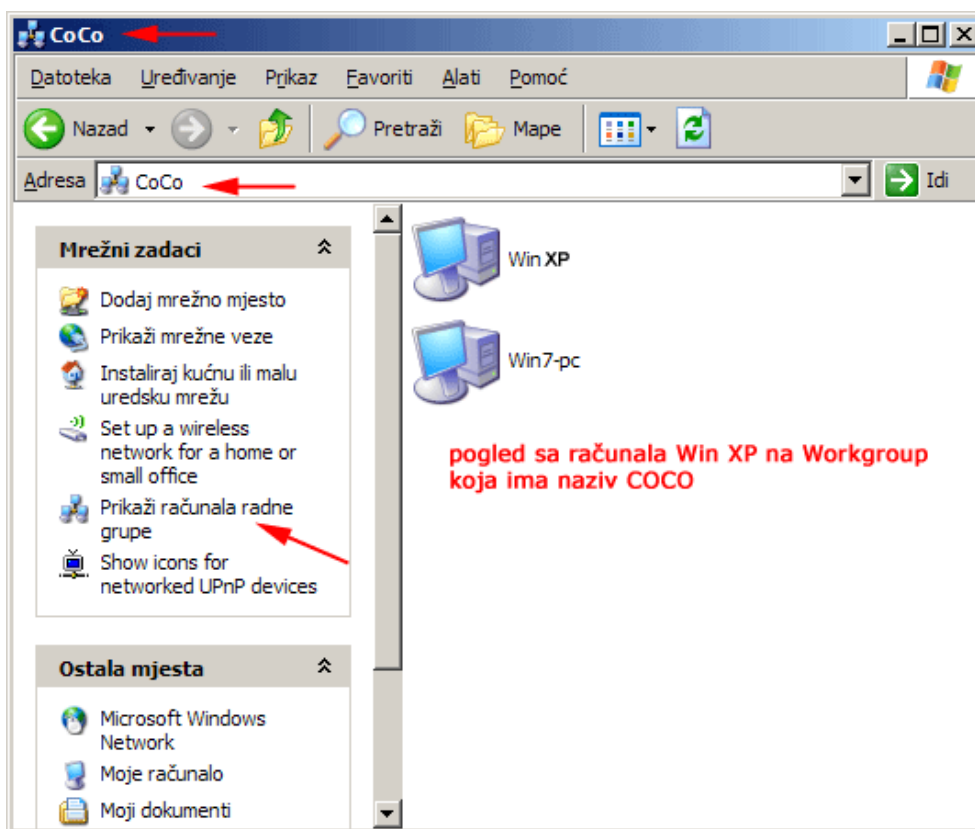 CoCo
Datoteka Uređivanje Prikaz Favoriti Alati Pomoć
Nazad Pretraži Mape
Adresa CoCo Idi
Mrežni zadaci
Dodaj mrežno mjesto
Prikaži mrežne veze
Instaliraj kućnu ili malu
uredsku mrežu
Set up a wireless
network for a home or
small office
Prikaži računala radne
grupe
Show icons for
networked UPnP devices
Ostala mjesta
Microsoft Windows
Network
Moje računalo
Moji dokumenti
Win XP
Win7-pc
pogled sa računala Win XP na Workgroup
koja ima naziv COCO